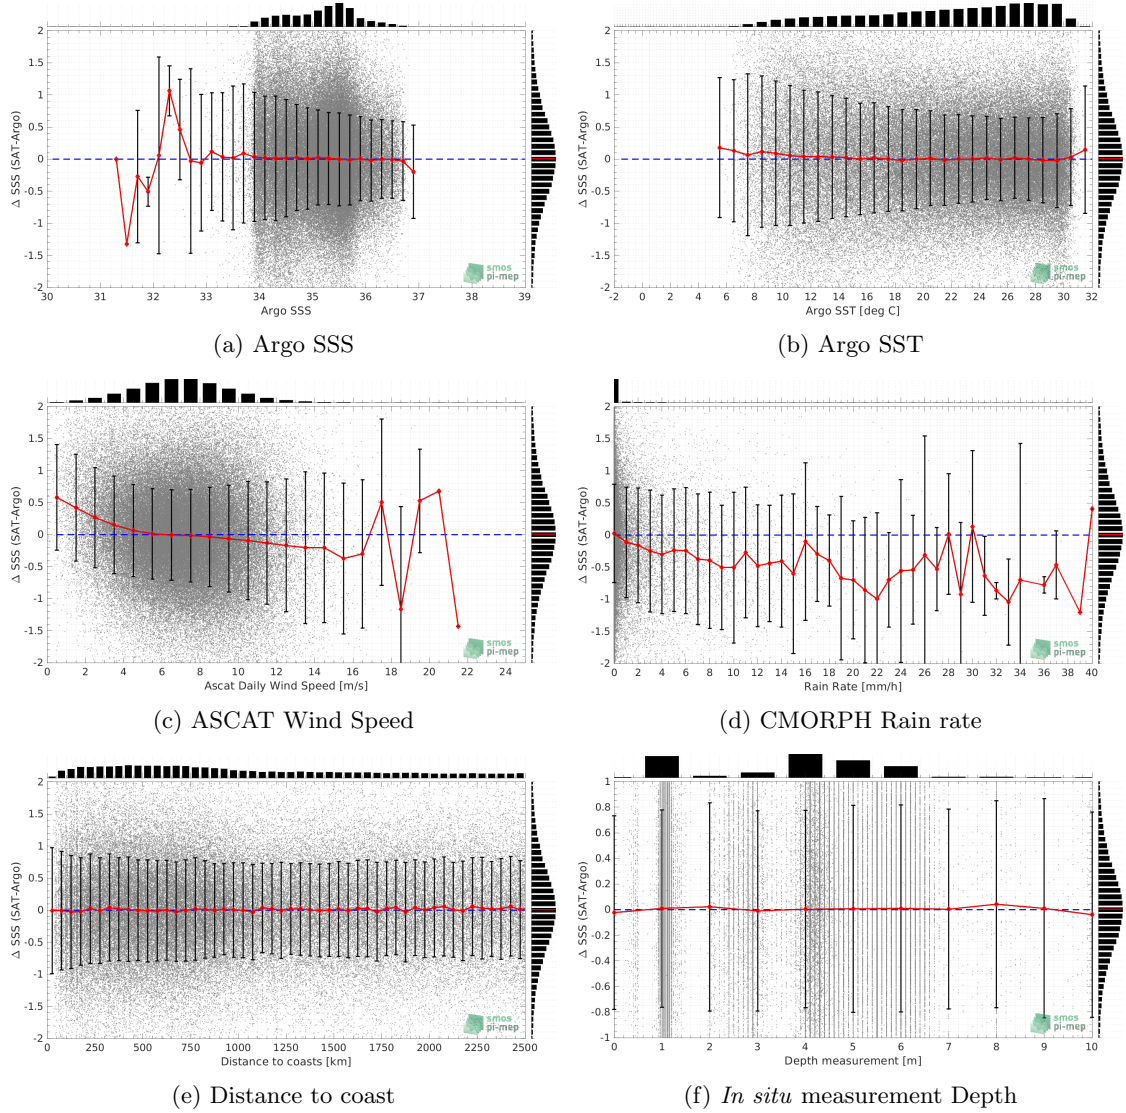 2
1.5
1
0.5
0
-0.5
-1
-1.5
-2
Δ SSS (SAT-Argo)
30 31 32 33 34 35 36 37 38 39
Argo SSS
smos
pi-mep
(a) Argo SSS
2
1.5
1
0.5
0
-0.5
-1
-1.5
-2
Δ SSS (SAT-Argo)
-2 0 2 4 6 8 10 12 14 16 18 20 22 24 26 28 30 32
Argo SST [deg C]
smos
pi-mep
(b) Argo SST
2
1.5
1
0.5
0
-0.5
-1
-1.5
-2
Δ SSS (SAT-Argo)
0 2 4 6 8 10 12 14 16 18 20 22 24
Ascat Daily Wind Speed [m/s]
smos
pi-mep
(c) ASCAT Wind Speed
2
1.5
1
0.5
0
-0.5
-1
-1.5
-2
Δ SSS (SAT-Argo)
0 2 4 6 8 10 12 14 16 18 20 22 24 26 28 30 32 34 36 38 40
Rain Rate [mm/h]
smos
pi-mep
(d) CMORPH Rain rate
2
1.5
1
0.5
0
-0.5
-1
-1.5
-2
Δ SSS (SAT-Argo)
0 250 500 750 1000 1250 1500 1750 2000 2250 2500
Distance to coasts [km]
smos
pi-mep
(e) Distance to coast
1
0.8
0.6
0.4
0.2
0
-0.2
-0.4
-0.6
-0.8
-1
Δ SSS (SAT-Argo)
0 1 2 3 4 5 6 7 8 9 10
Depth measurement [m]
smos
pi-mep
(f) In situ measurement Depth